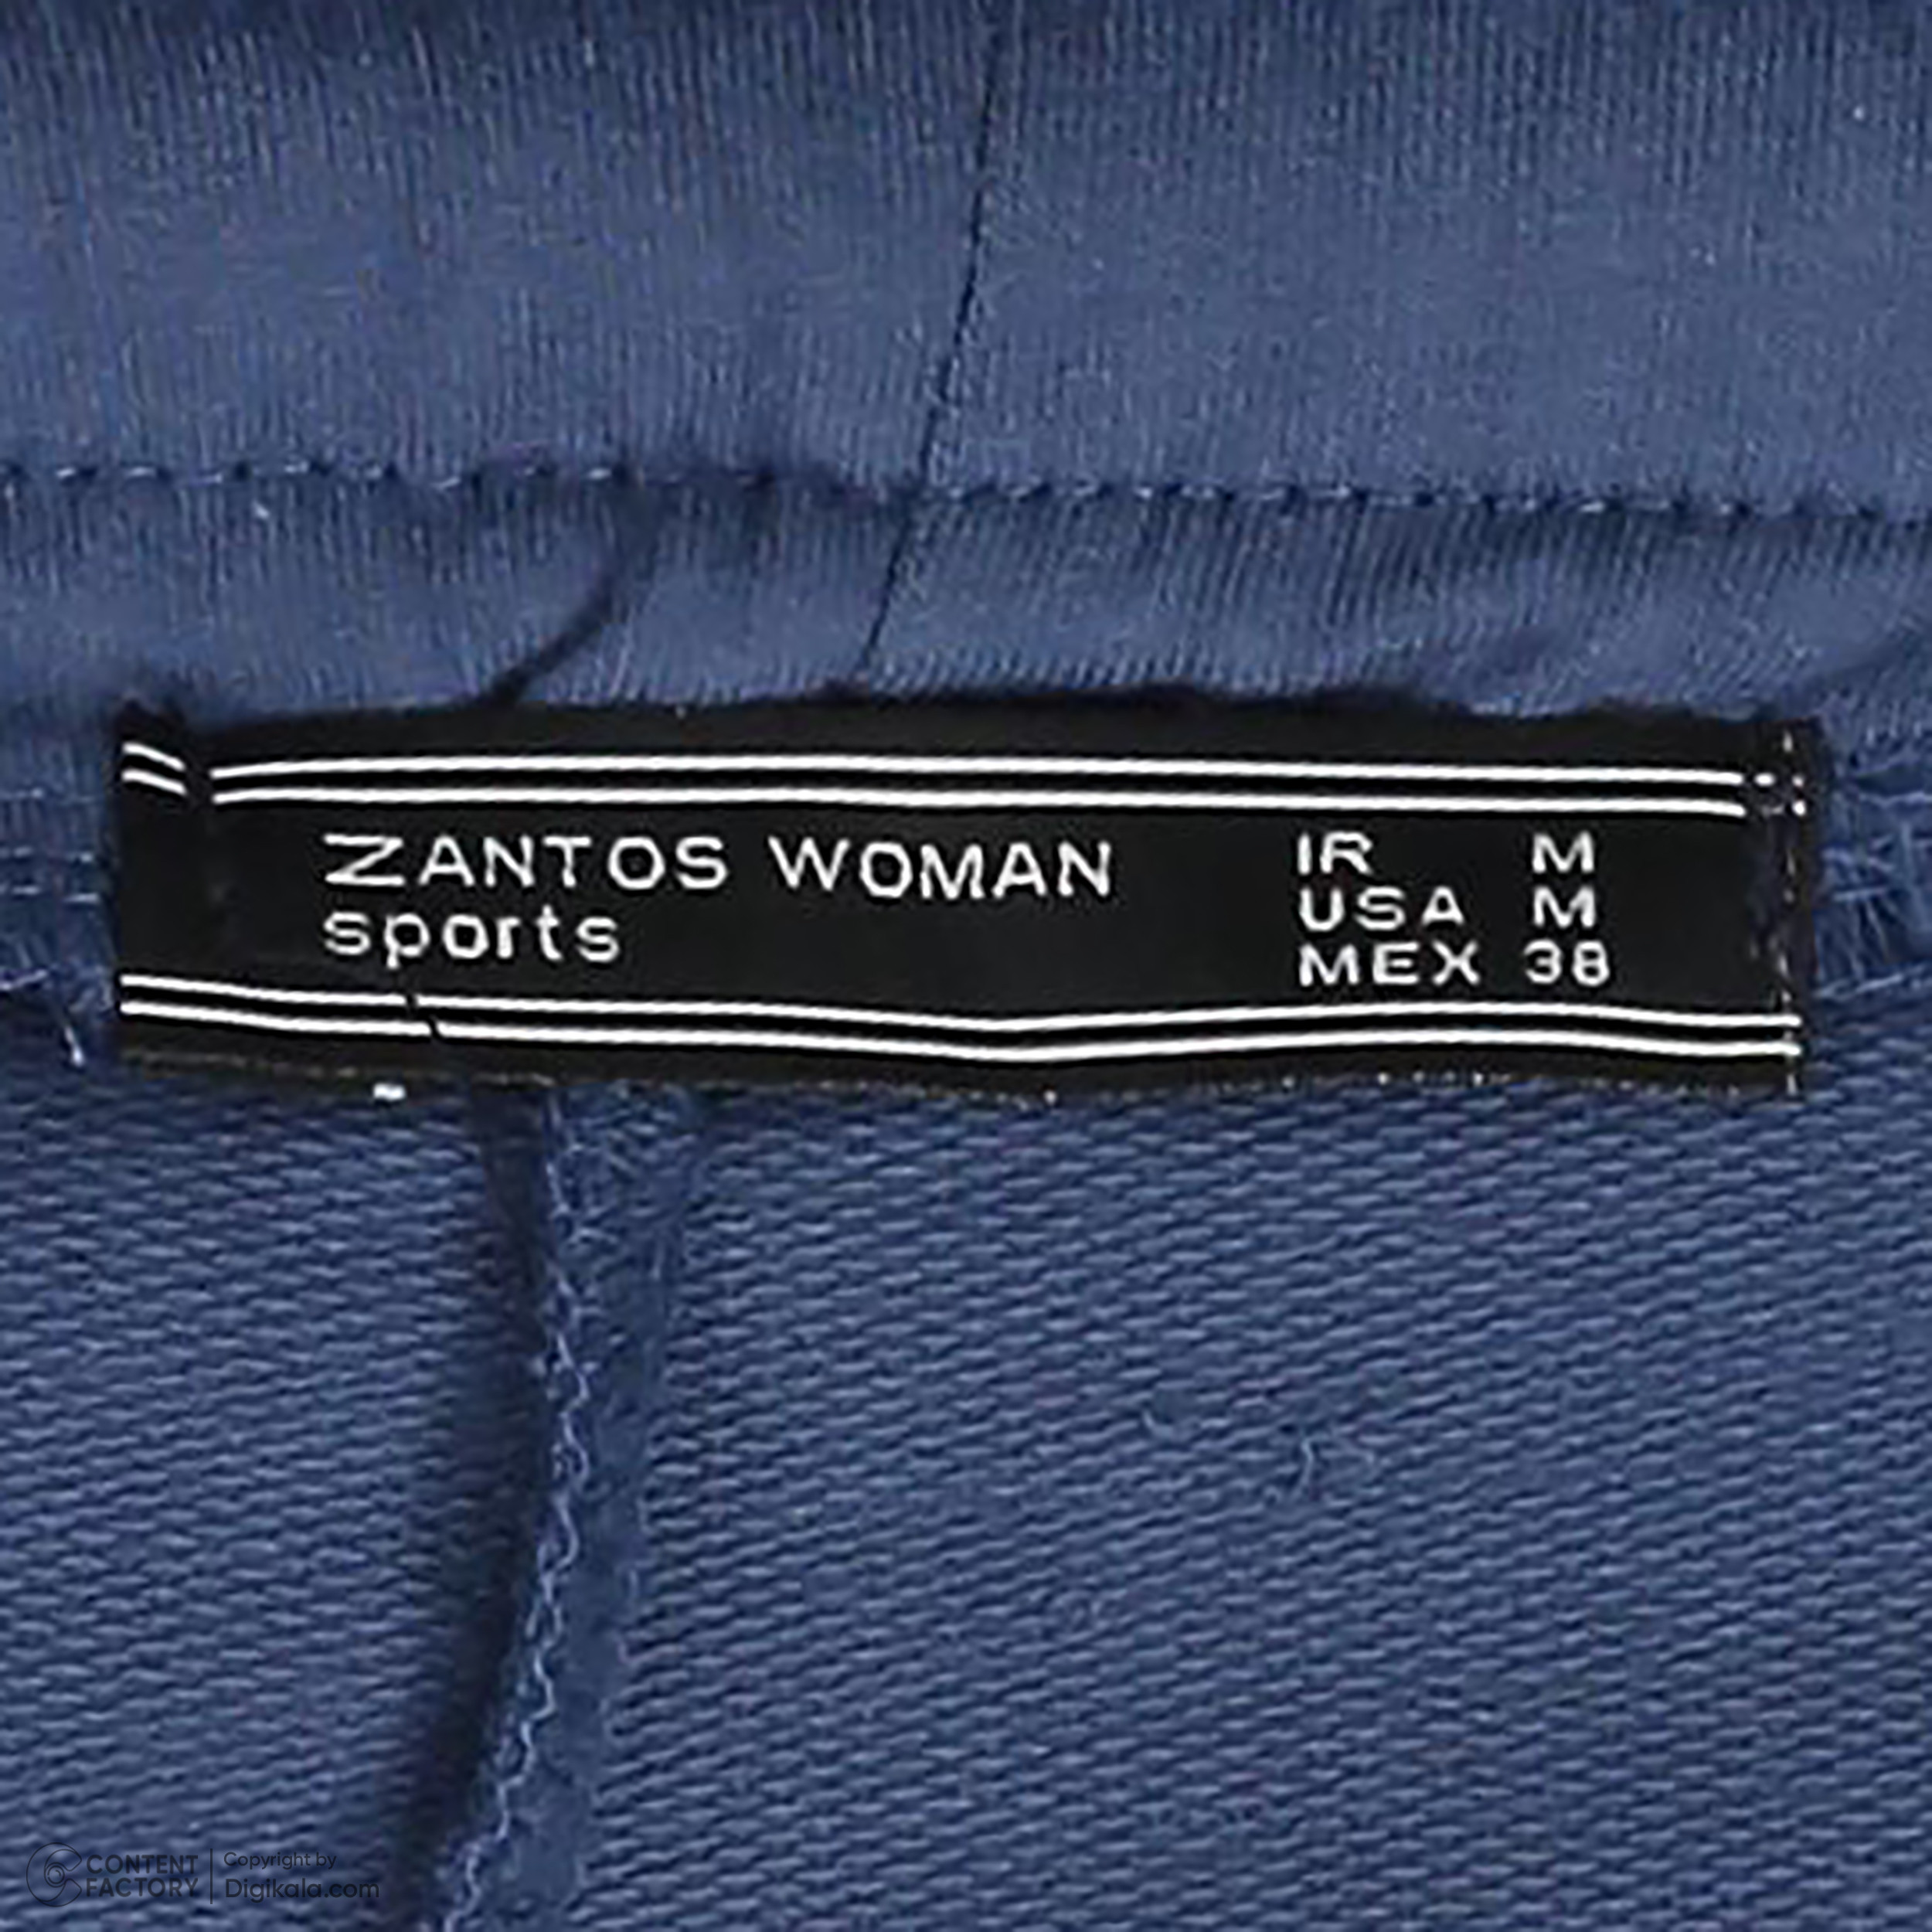 ZANTOS WOMAN
sports
IR M
USA M
MEX 38
CONTENT FACTORY
Copyright by
Digikala.com